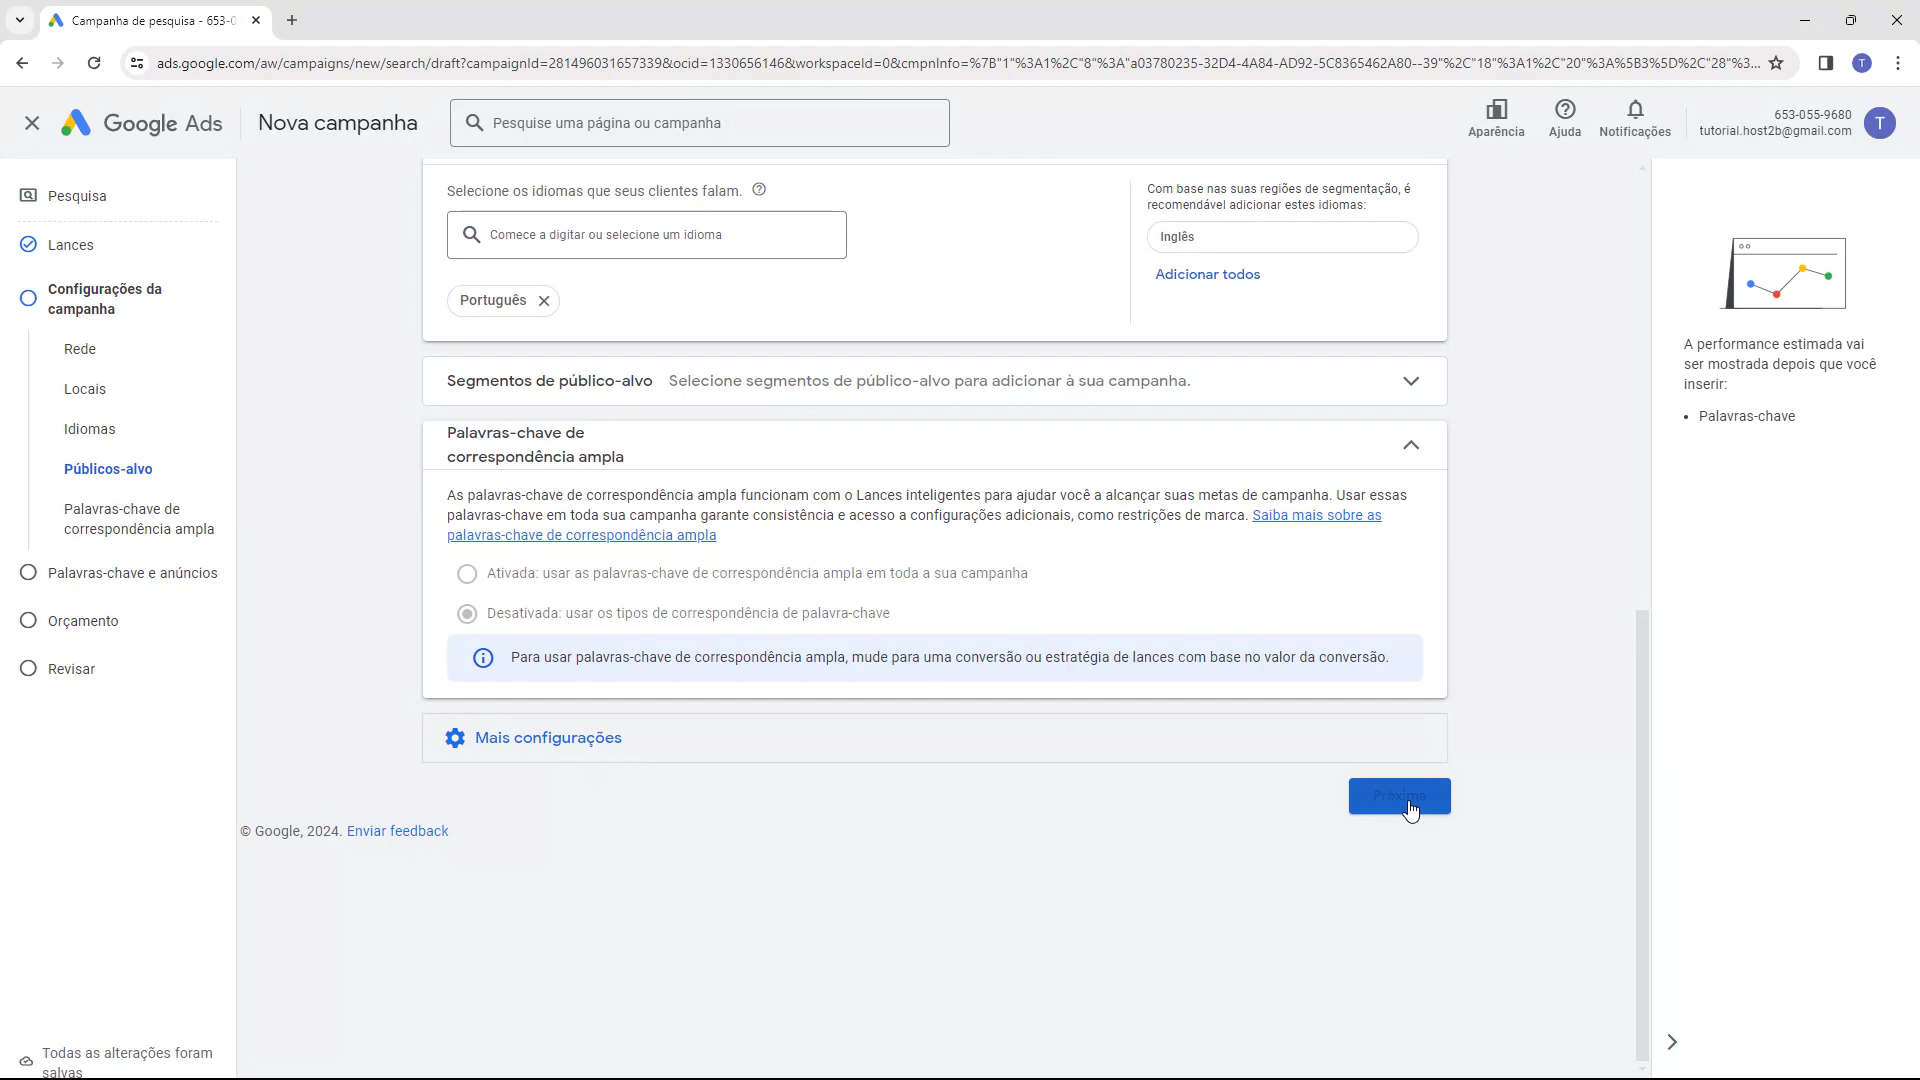 Campanha de pesquisa - 653-0
ads.google.com/aw/campaigns/new/search/draft?campaignId=281496031657339&ocid=1330656146&workspaceId=0&cmpnInfo=%7B"1"%3A1%2C"8"%3A"a03780235-32D4-4A84-AD92-5C8365462A80--39"%2C"18"%3A1%2C"20"%3A%5B3%5D%2C"28"%3...
T
Google Ads
Nova campanha
Pesquise uma página ou campanha
Aparência
Ajuda
Notificações
653-055-9680
tutorial.host2b@gmail.com
T
Pesquisa
Lances
Configurações da
campanha
Rede
Locais
Idiomas
Públicos-alvo
Palavras-chave de
correspondência ampla
Palavras-chave e anúncios
Orçamento
Revisar
Todas as alterações foram
salvas
Selecione os idiomas que seus clientes falam.
Comece a digitar ou selecione um idioma
Português
Com base nas suas regiões de segmentação, é
recomendável adicionar estes idiomas:
Inglês
Adicionar todos
Segmentos de público-alvo Selecione segmentos de público-alvo para adicionar à sua campanha.
Palavras-chave de
correspondência ampla
As palavras-chave de correspondência ampla funcionam com o Lances inteligentes para ajudar você a alcançar suas metas de campanha. Usar essas
palavras-chave em toda sua campanha garante consistência e acesso a configurações adicionais, como restrições de marca. Saiba mais sobre as
palavras-chave de correspondência ampla
Ativada: usar as palavras-chave de correspondência ampla em toda a sua campanha
Desativada: usar os tipos de correspondência de palavra-chave
Para usar palavras-chave de correspondência ampla, mude para uma conversão ou estratégia de lances com base no valor da conversão.
Mais configurações
Próxima
© Google, 2024. Enviar feedback
A performance estimada vai
ser mostrada depois que você
inserir:
• Palavras-chave